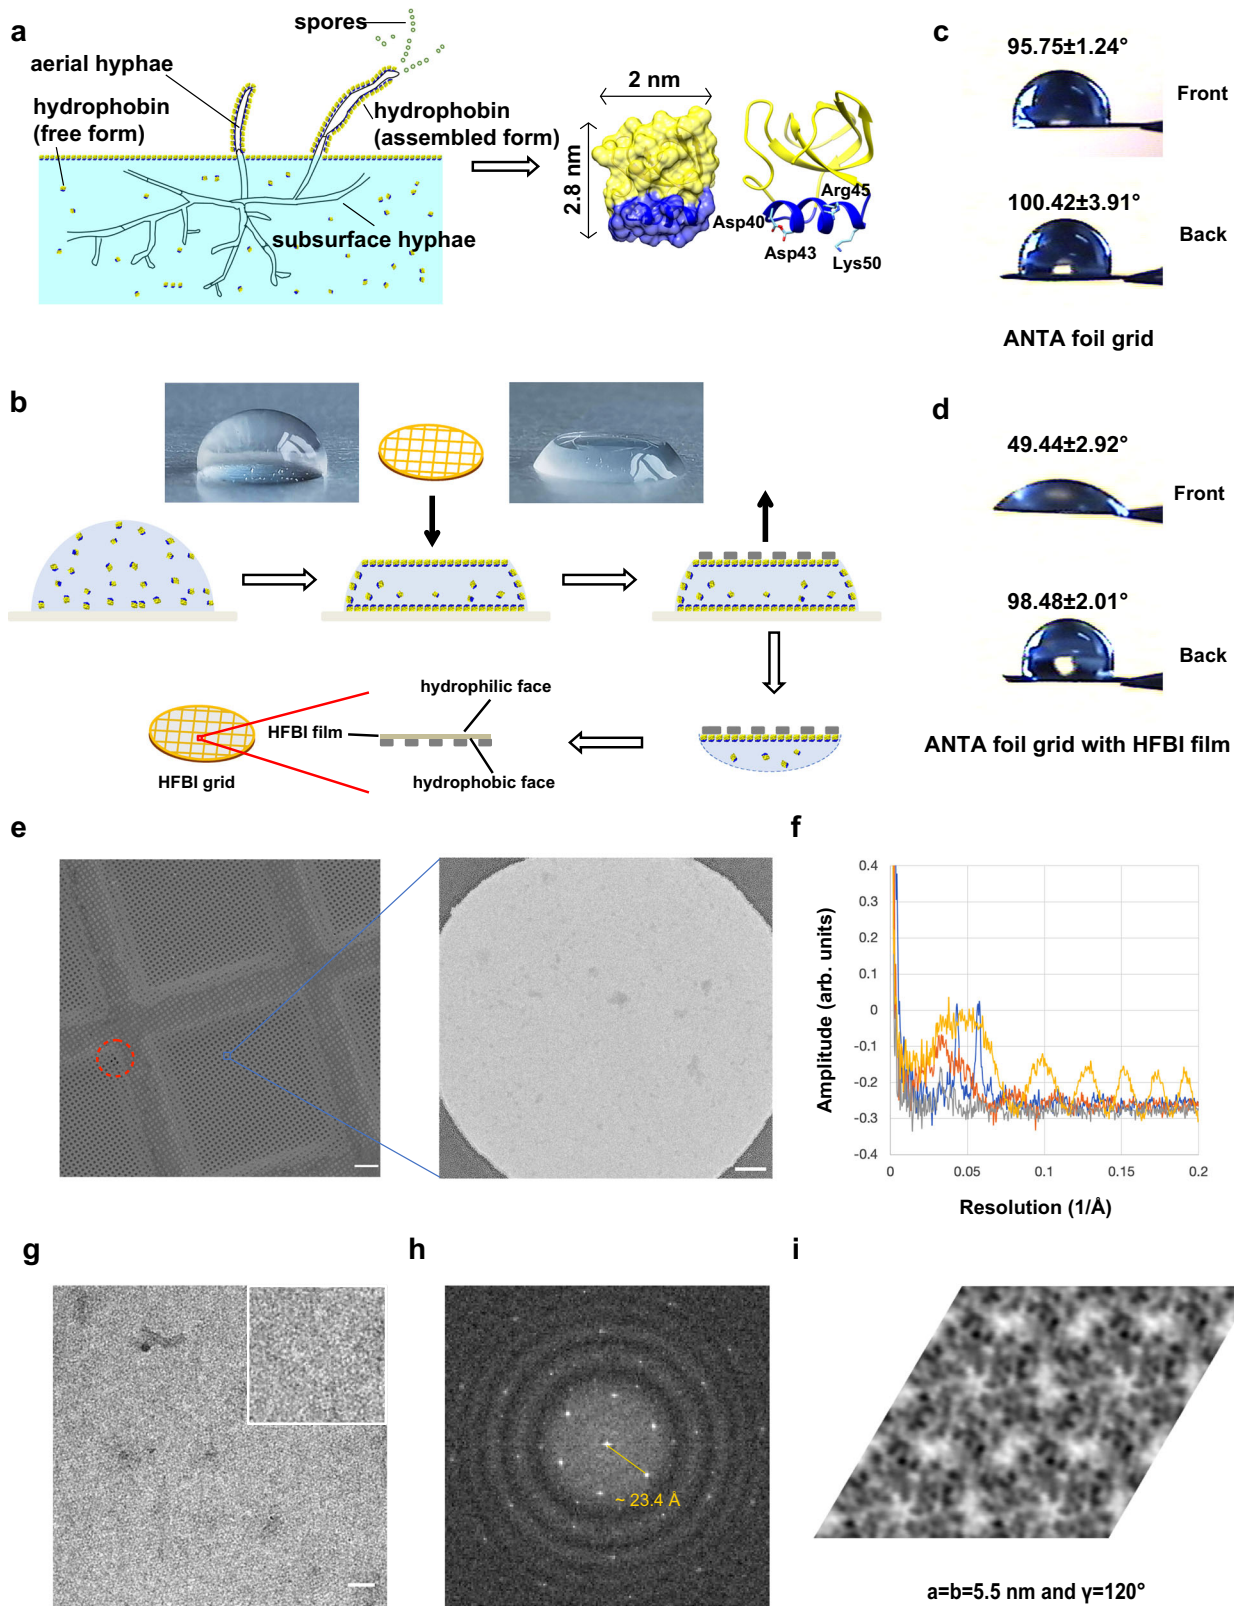 a
spores
aerial hyphae
hydrophobin
(free form)
hydrophobin
(assembled form)
subsurface hyphae
2 nm
2.8 nm
Arg45
Asp40
Asp43
Lys50
c
95.75±1.24°
Front
100.42±3.91°
Back
ANTA foil grid
b
hydrophilic face
HFBI film
hydrophobic face
HFBI grid
d
49.44±2.92°
Front
98.48±2.01°
Back
ANTA foil grid with HFBI film
e
f
0.4
0.3
0.2
0.1
0
-0.1
-0.2
-0.3
-0.4
Amplitude (arb. units)
0
0.05
0.1
0.15
0.2
Resolution (1/Å)
g
h
~ 23.4 Å
i
a=b=5.5 nm and γ=120°